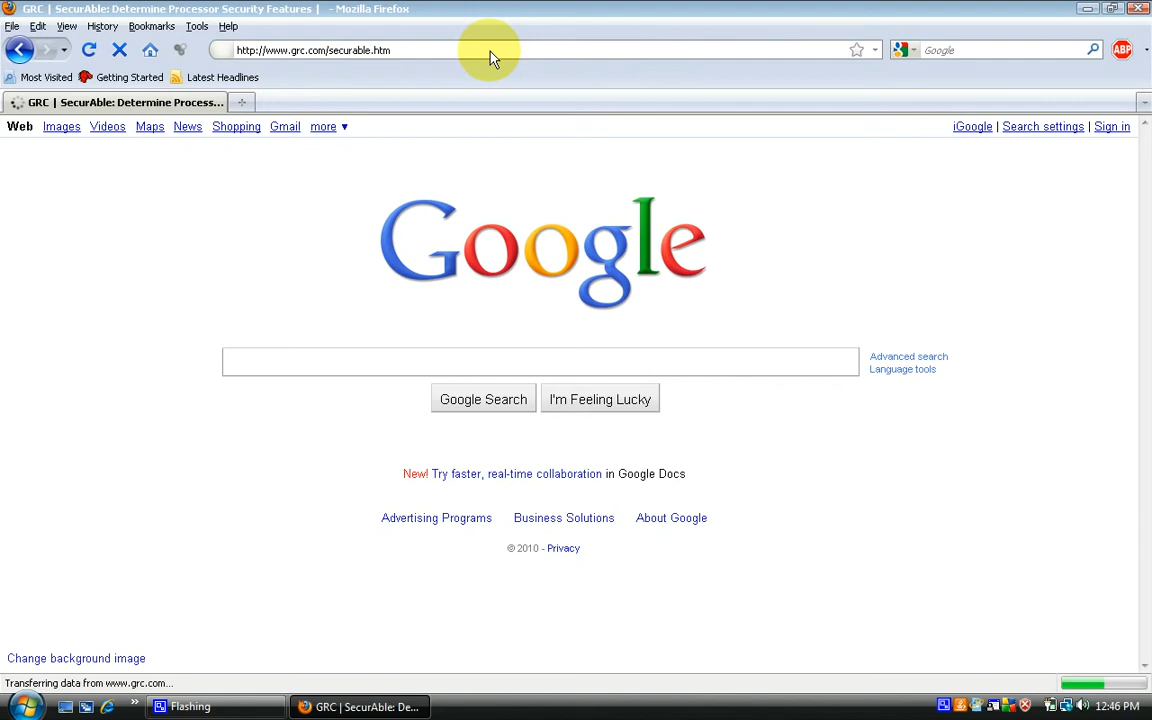 GRC | SecurAble: Determine Processor Security Features | - Mozilla Firefox
File Edit View History Bookmarks Tools Help
http://www.grc.com/securable.htm Google ABP
Most Visited Getting Started Latest Headlines
GRC | SecurAble: Determine Process...
Web Images Videos Maps News Shopping Gmail more ▼ iGoogle | Search settings | Sign in
Google
Advanced search
Language tools
Google Search I'm Feeling Lucky
New! Try faster, real-time collaboration in Google Docs
Advertising Programs Business Solutions About Google
© 2010 - Privacy
Change background image
Transferring data from www.grc.com...
Flashing GRC | SecurAble: De... 12:46 PM